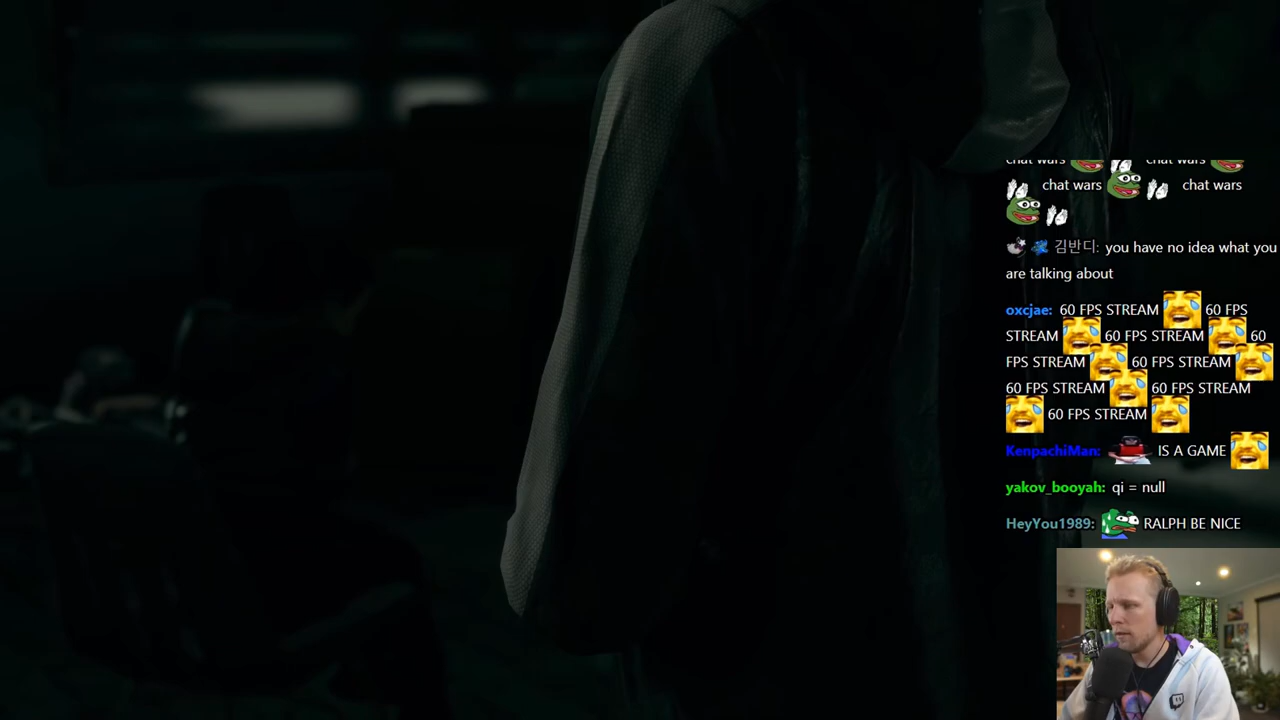 chat wars chat wars
chat wars chat wars
김반디: you have no idea what you
are talking about
oxcjae: 60 FPS STREAM 60 FPS
STREAM 60 FPS STREAM 60
FPS STREAM 60 FPS STREAM
60 FPS STREAM 60 FPS STREAM
60 FPS STREAM
KenpachiMan: IS A GAME
yakov_booyah: qi = null
HeyYou1989: RALPH BE NICE